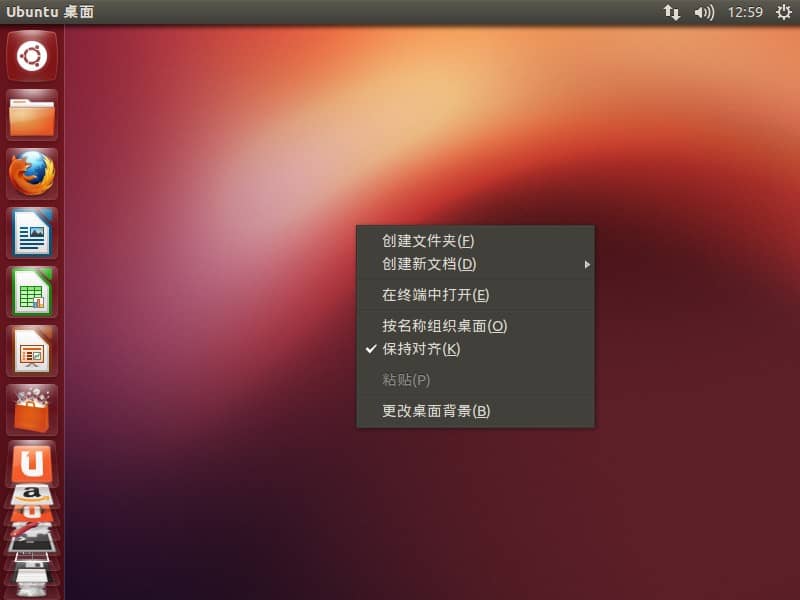 Ubuntu 桌面
12:59
创建文件夹(F)
创建新文档(D)
在终端中打开(E)
按名称组织桌面(O)
保持对齐(K)
粘贴(P)
更改桌面背景(B)
U
a
U